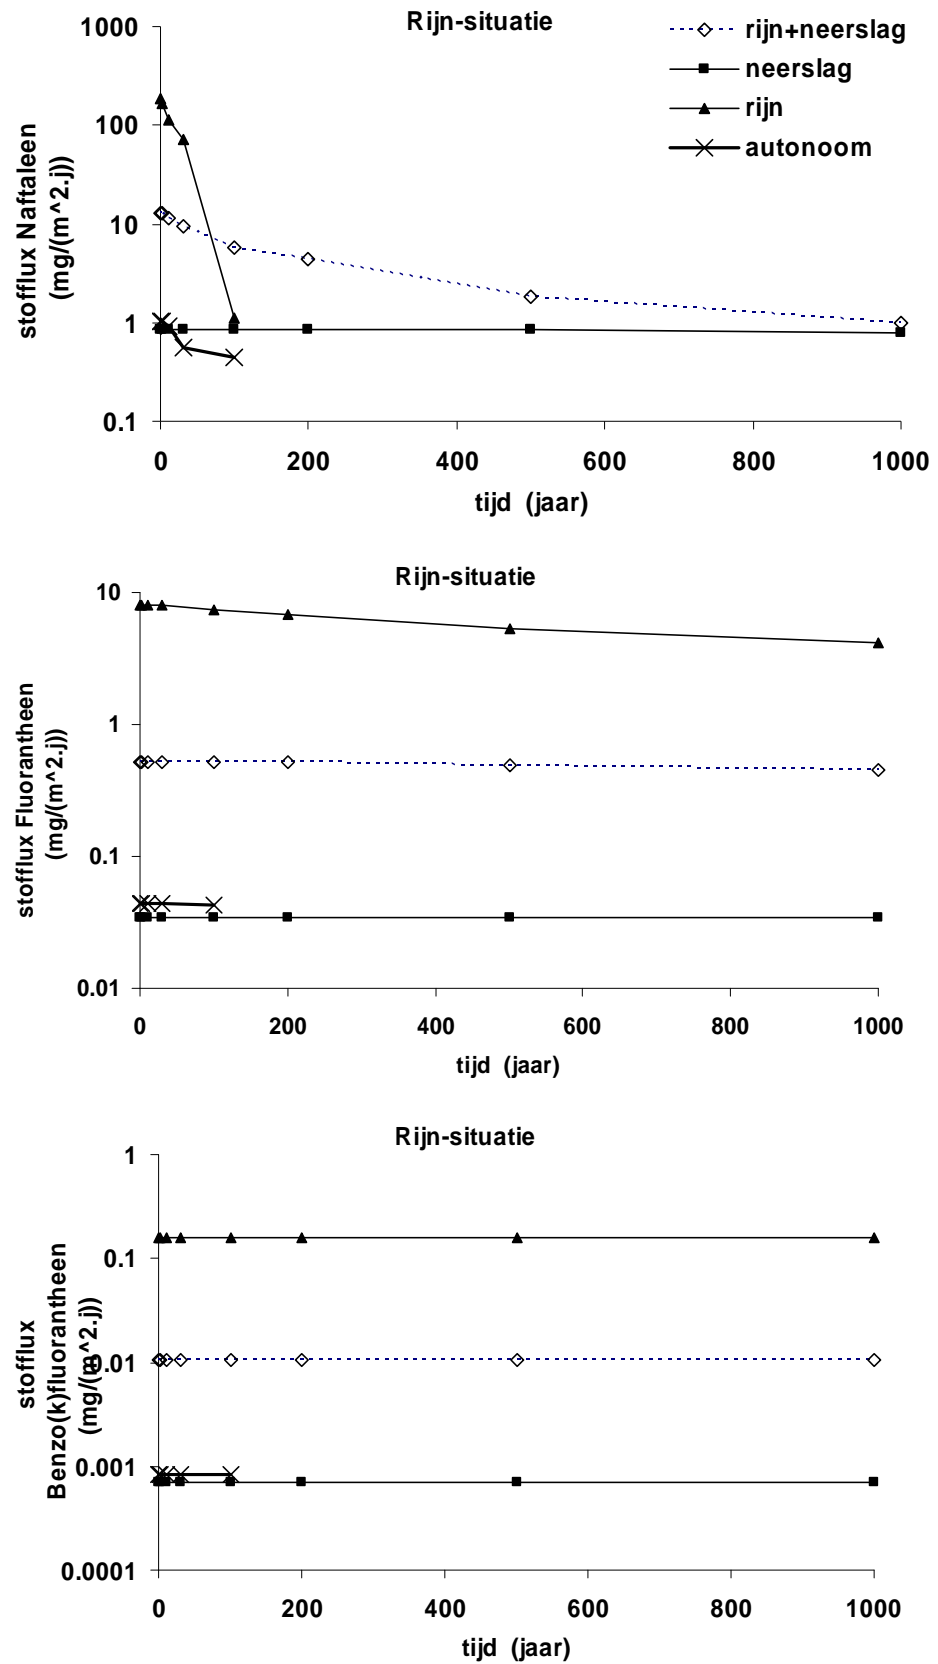 Rijn-situatie
rijn+neerslag
neerslag
rijn
autonoom
stofflux Naftaleen
(mg/(m^2.j))
1000
100
10
1
0.1
0
200
400
600
800
1000
tijd (jaar)
Rijn-situatie
stofflux Fluorantheen
(mg/(m^2.j))
10
1
0.1
0.01
0
200
400
600
800
1000
tijd (jaar)
Rijn-situatie
stofflux
Benzo(k)fluorantheen
(mg/(m^2.j))
1
0.1
0.01
0.001
0.0001
0
200
400
600
800
1000
tijd (jaar)